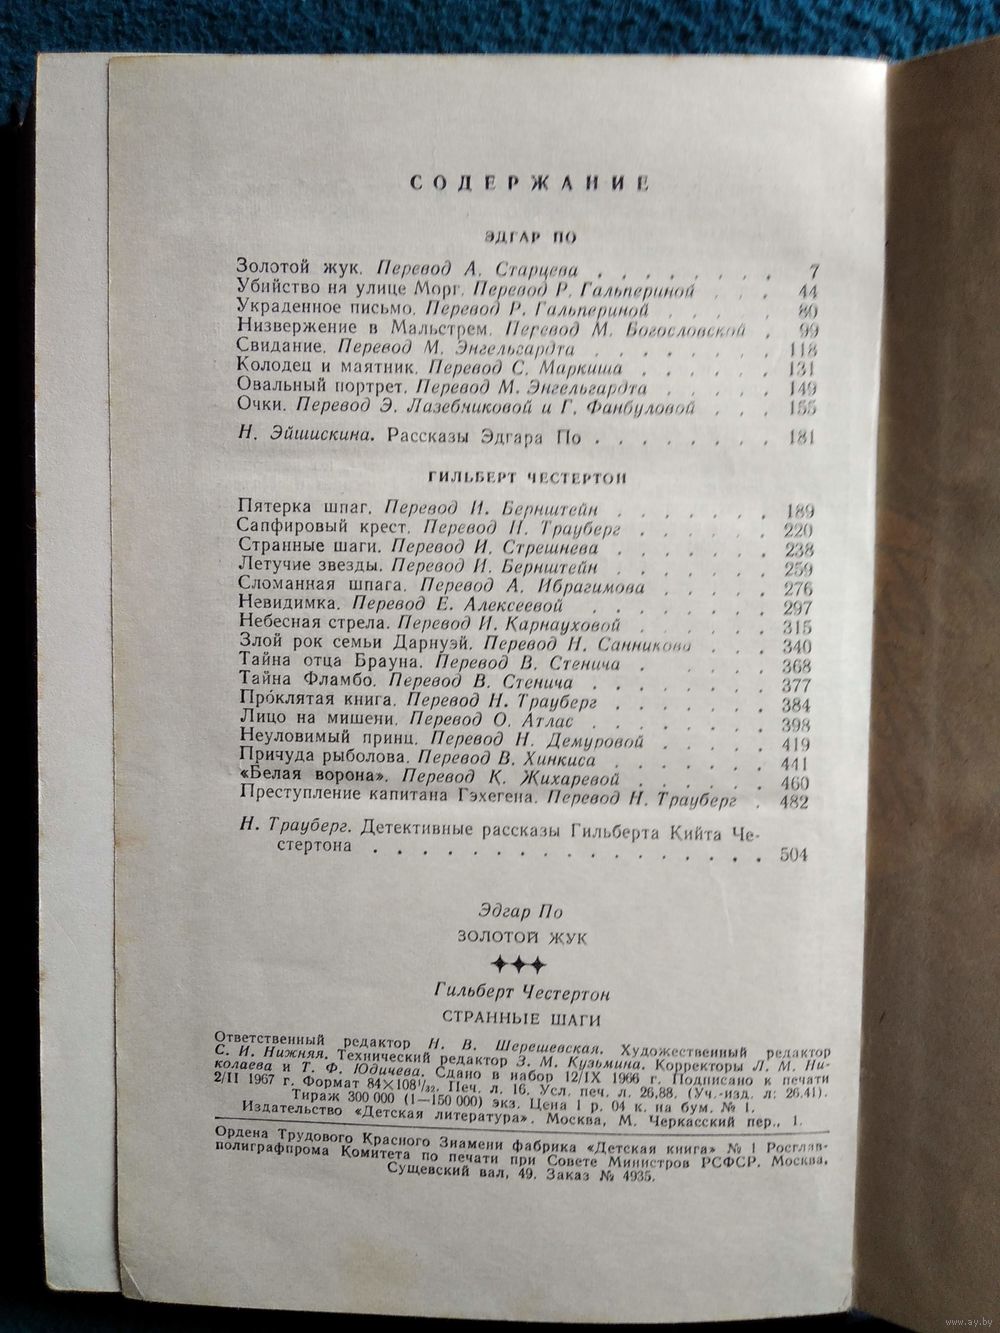 СОДЕРЖАНИЕ
ЭДГАР ПО
Золотой жук. Перевод А. Старцева . . . . . . . . 7
Убийство на улице Морг. Перевод Р. Гальпериной . . . 44
Украденное письмо. Перевод Р. Гальпериной . . . . . 80
Низвержение в Мальстрем. Перевод М. Богословской . 99
Свидание. Перевод М. Энгельгардта . . . . . . . . 118
Колодец и маятник. Перевод С. Маркиша . . . . . . 131
Овальный портрет. Перевод М. Энгельгардта . . . . . 149
Очки. Перевод Э. Лазебниковой и Г. Фанбуловой . . . 155
Н. Эйшискина. Рассказы Эдгара По . . . . . . . . 181
ГИЛЬБЕРТ ЧЕСТЕРТОН
Пятерка шпаг. Перевод И. Бернштейн . . . . . . . 189
Сапфировый крест. Перевод Н. Трауберг . . . . . . 220
Странные шаги. Перевод И. Стрешнева . . . . . . . 238
Летучие звезды. Перевод И. Бернштейн . . . . . . . 259
Сломанная шпага. Перевод А. Ибрагимова . . . . . 276
Невидимка. Перевод Е. Алексеевой . . . . . . . . 297
Небесная стрела. Перевод И. Карнауховой . . . . . . 315
Злой рок семьи Дарнуэй. Перевод Н. Санникова . . . 340
Тайна отца Брауна. Перевод В. Стенича . . . . . . 368
Тайна Фламбо. Перевод В. Стенича . . . . . . . . 377
Проклятая книга. Перевод Н. Трауберг . . . . . . . 384
Лицо на мишени. Перевод О. Атлас . . . . . . . . 398
Неуловимый принц. Перевод Н. Демуровой . . . . . 419
Причуда рыболова. Перевод В. Хинкиса . . . . . . . 441
«Белая ворона». Перевод К. Жихаревой . . . . . . 460
Преступление капитана Гэхегена. Перевод Н. Трауберг . 482
Н. Трауберг. Детективные рассказы Гильберта Кийта Че-
стертона . . . . . . . . . . . . . . . . . 504
Эдгар По
ЗОЛОТОЙ ЖУК
Гильберт Честертон
СТРАННЫЕ ШАГИ
Ответственный редактор Н. В. Шерешевская. Художественный редактор
С. И. Нижняя. Технический редактор З. М. Кузьмина. Корректоры Л. М. Ни-
колаева и Т. Ф. Юдичева. Сдано в набор 12/IX 1966 г. Подписано к печати
2/II 1967 г. Формат 84×108¹/₃₂. Печ. л. 16. Усл. печ. л. 26,88. (Уч.-изд. л. 26,41).
Тираж 300 000 (1—150 000) экз. Цена 1 р. 04 к. на бум. № 1.
Издательство «Детская литература». Москва, М. Черкасский пер., 1.
Ордена Трудового Красного Знамени фабрика «Детская книга» № 1 Росглав-
полиграфпрома Комитета по печати при Совете Министров РСФСР. Москва,
Сущевский вал, 49. Заказ № 4935.
www.ay.by